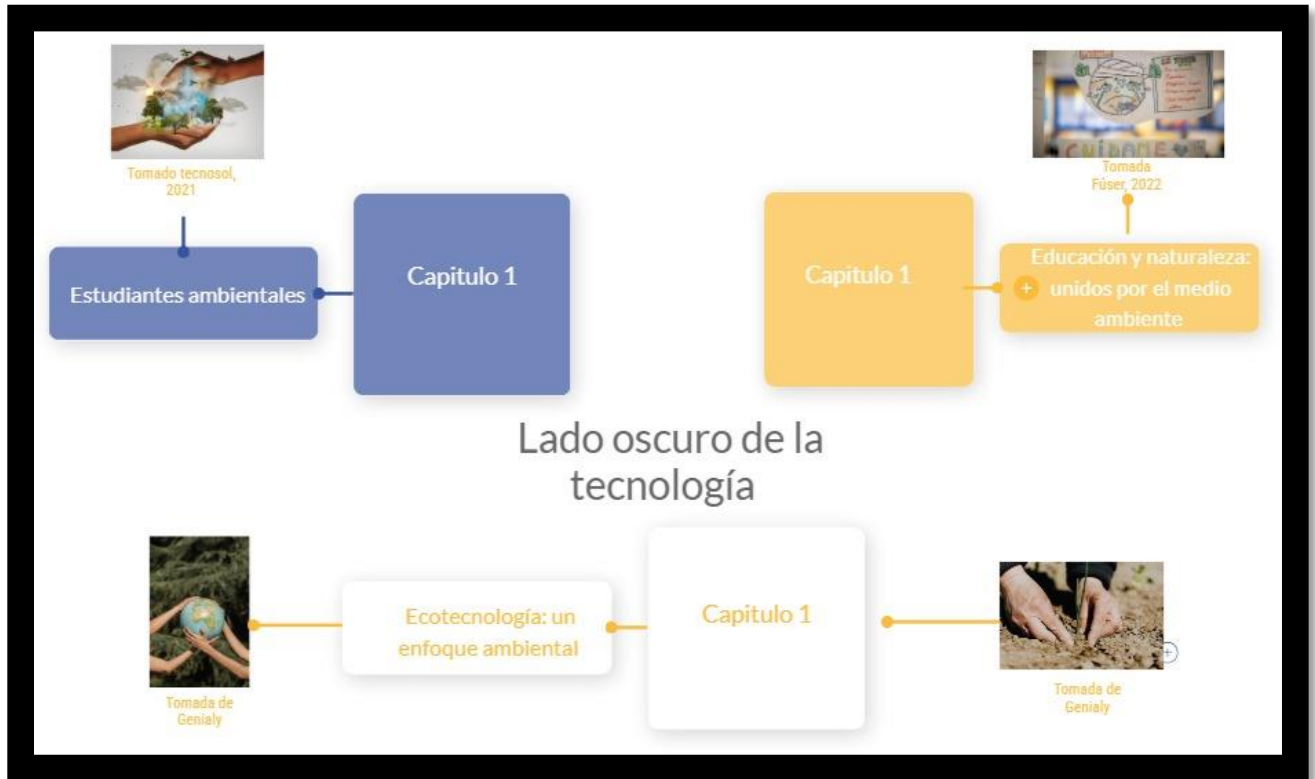 Tomado tecnosol,
2021
Estudiantes ambientales
Capitulo 1
Capitulo 1
CUÍDAME
Tomada
Fúser, 2022
Educación y naturaleza:
unidos por el medio
ambiente
Lado oscuro de la
tecnología
Ecotecnología: un
enfoque ambiental
Capitulo 1
Tomada de
Genialy
Tomada de
Genialy